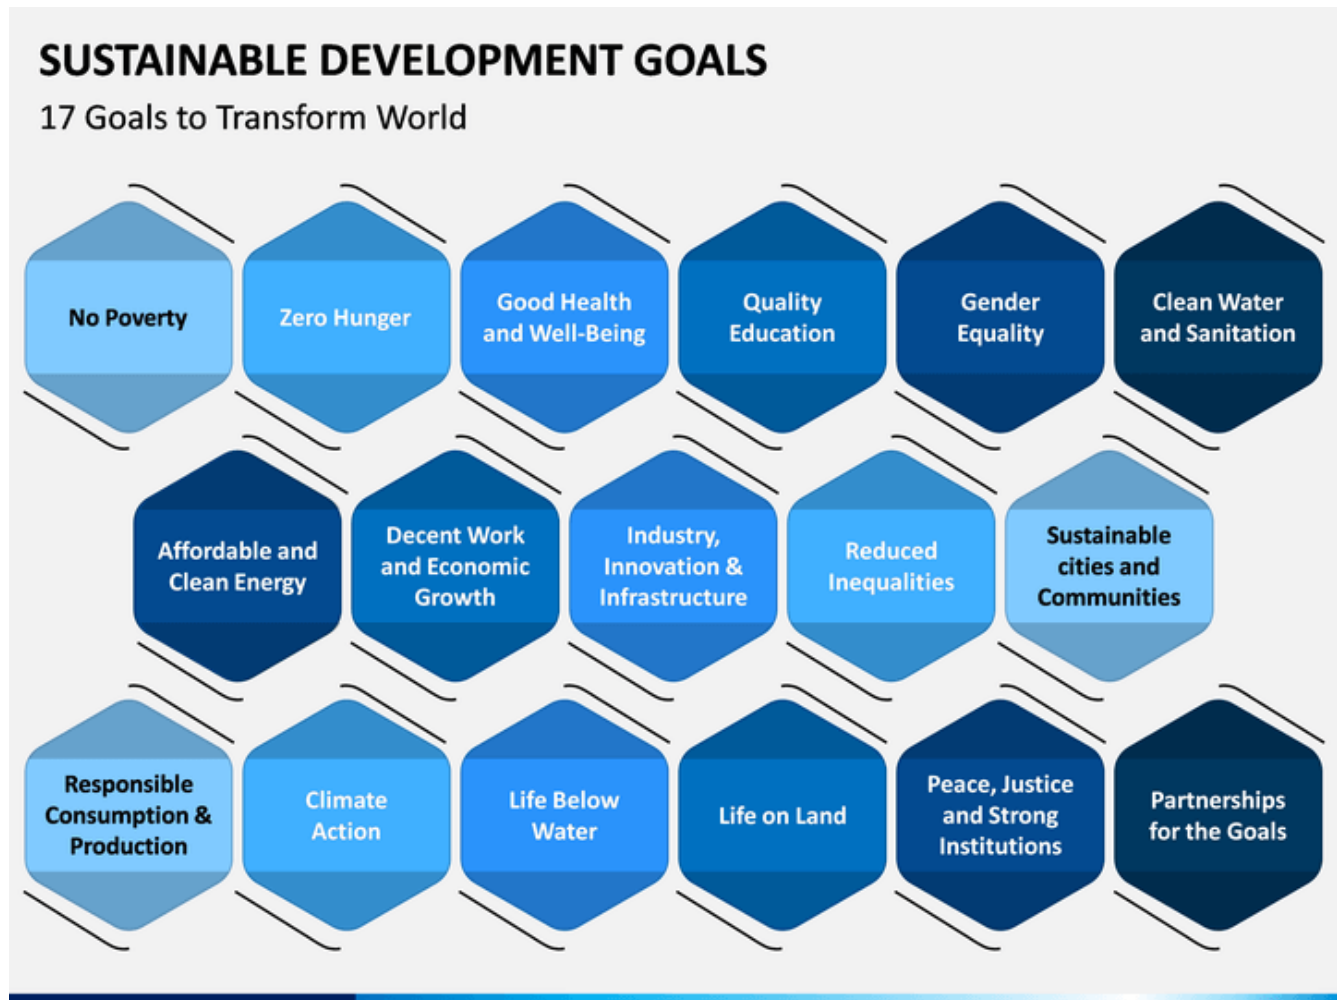 SUSTAINABLE DEVELOPMENT GOALS
17 Goals to Transform World
No Poverty
Zero Hunger
Good Health
and Well-Being
Quality
Education
Gender
Equality
Clean Water
and Sanitation
Affordable and
Clean Energy
Decent Work
and Economic
Growth
Industry,
Innovation &
Infrastructure
Reduced
Inequalities
Sustainable
cities and
Communities
Responsible
Consumption &
Production
Climate
Action
Life Below
Water
Life on Land
Peace, Justice
and Strong
Institutions
Partnerships
for the Goals